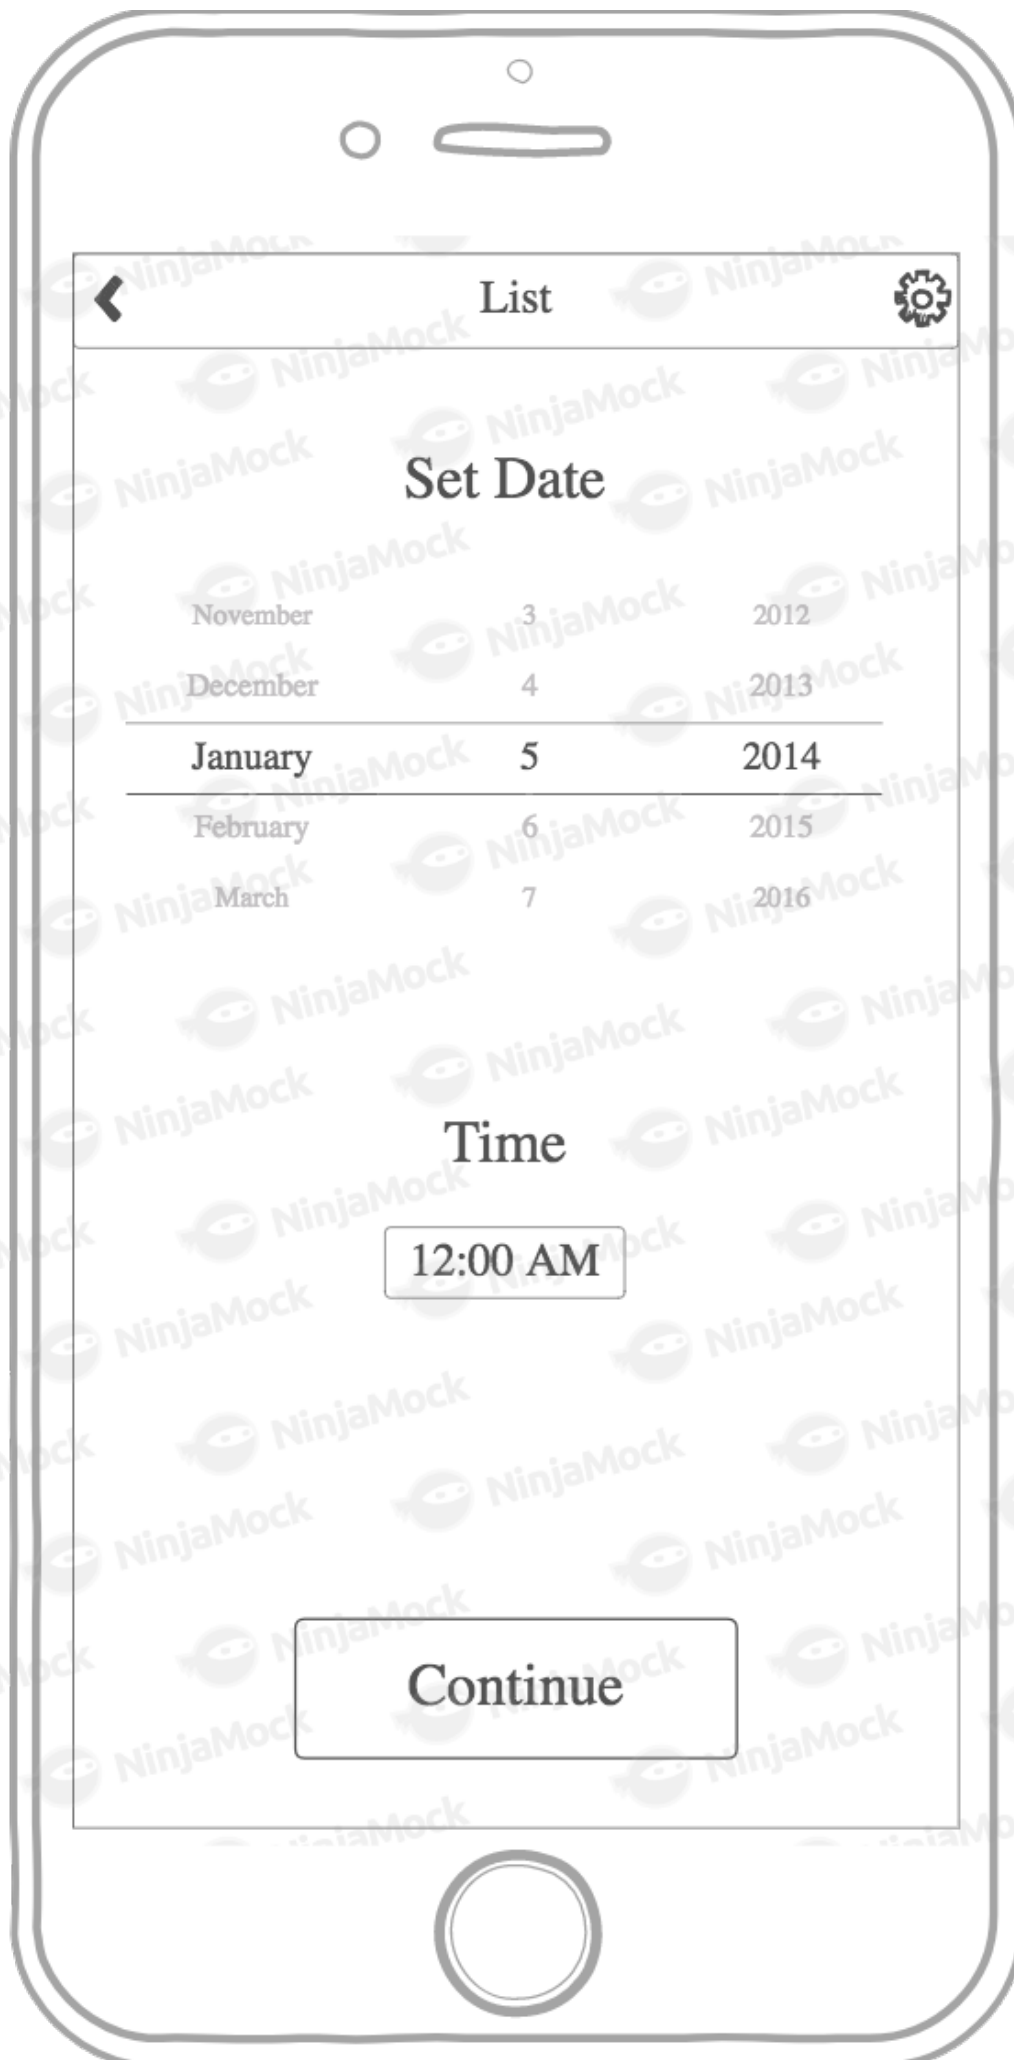 List
Set Date
November 3 2012
December 4 2013
January 5 2014
February 6 2015
March 7 2016
Time
12:00 AM
Continue
NinjaMock